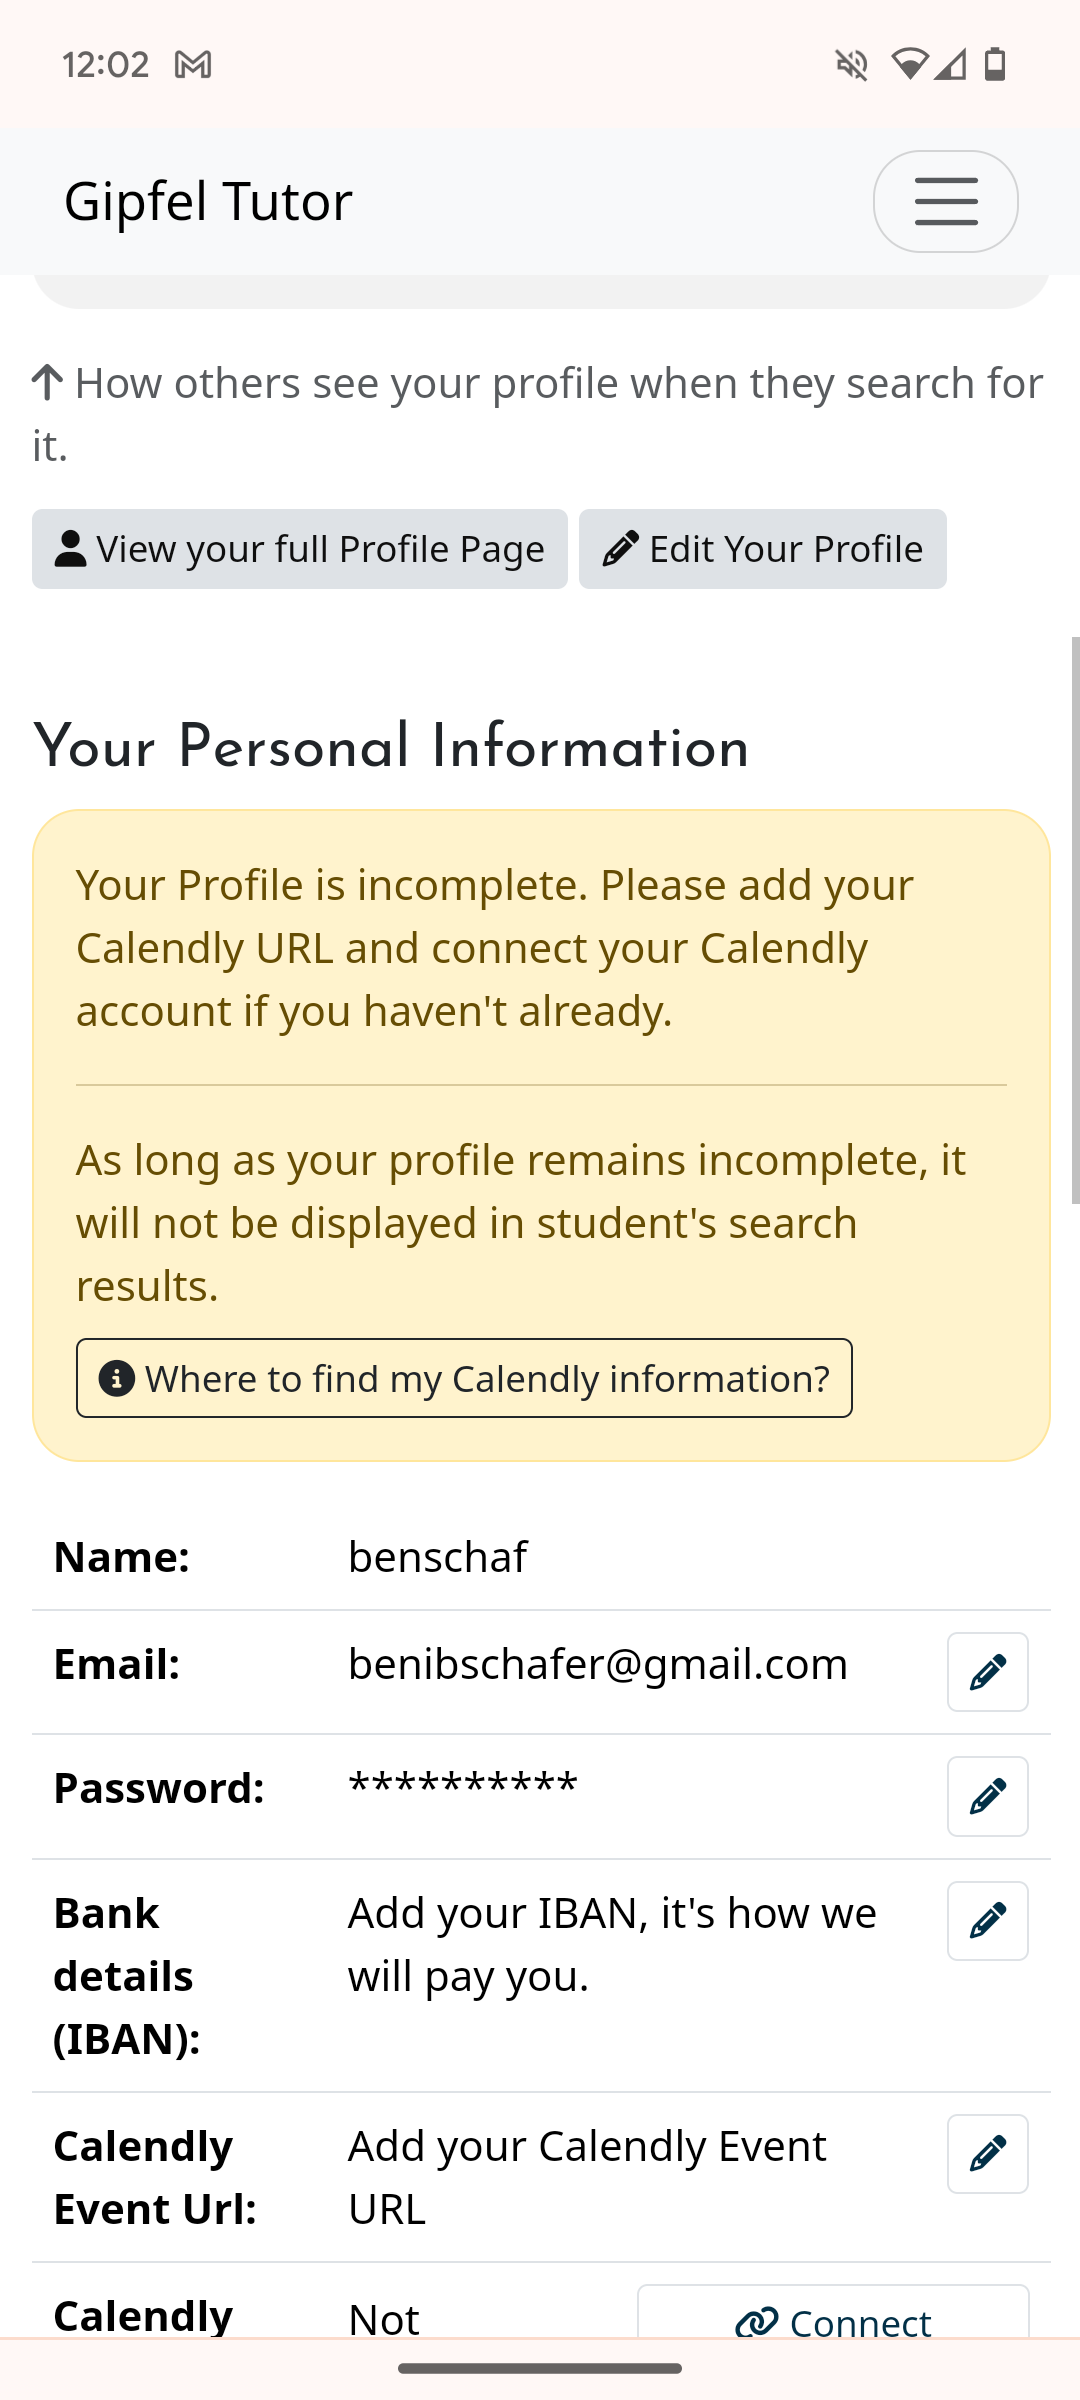 12:02
Gipfel Tutor
How others see your profile when they search for
it.
View your full Profile Page
Edit Your Profile
Your Personal Information
Your Profile is incomplete. Please add your
Calendly URL and connect your Calendly
account if you haven't already.
As long as your profile remains incomplete, it
will not be displayed in student's search
results.
Where to find my Calendly information?
Name: benschaf
Email: benibschafer@gmail.com
Password: **********
Bank Add your IBAN, it's how we
details will pay you.
(IBAN):
Calendly Add your Calendly Event
Event Url: URL
Calendly Not Connect